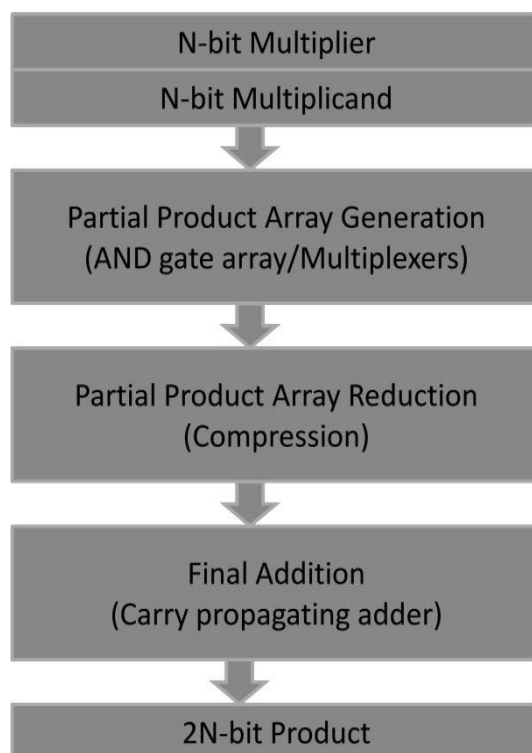 N-bit Multiplier
N-bit Multiplicand
Partial Product Array Generation
(AND gate array/Multiplexers)
Partial Product Array Reduction
(Compression)
Final Addition
(Carry propagating adder)
2N-bit Product